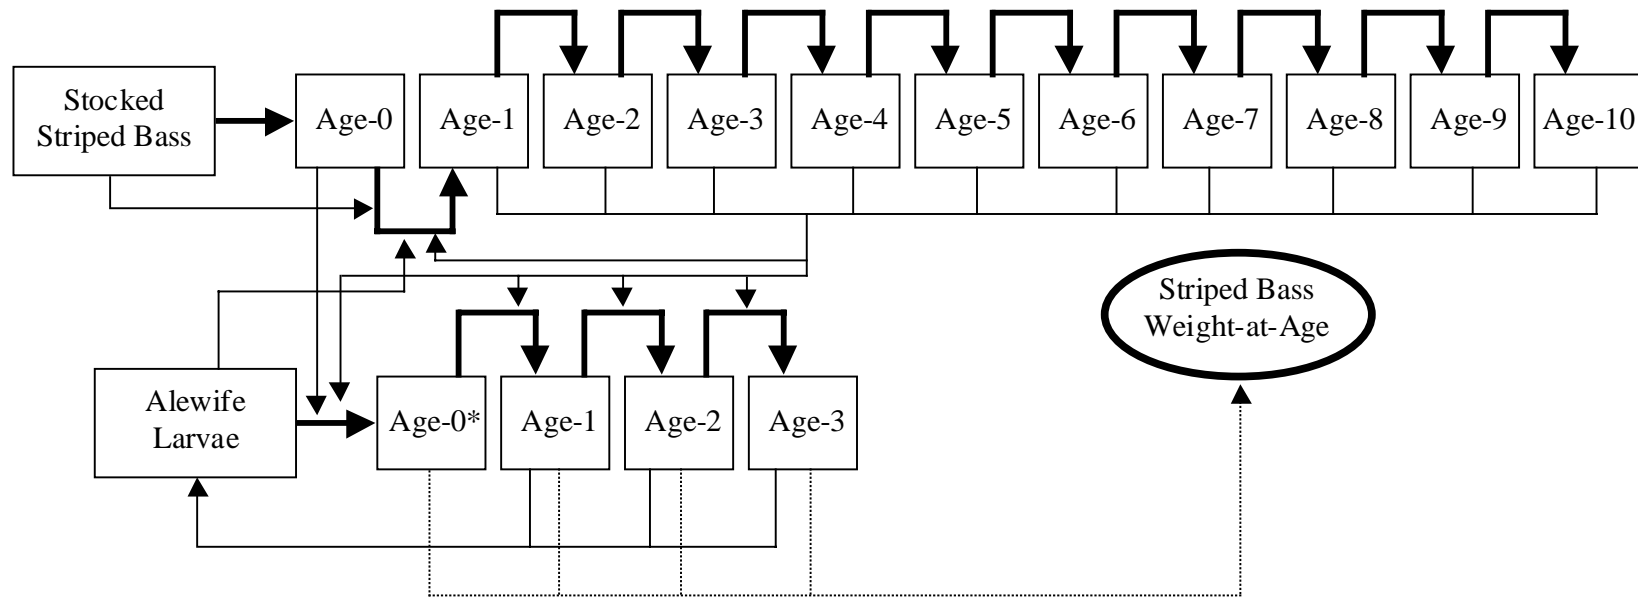 Stocked
Striped Bass
Age-0
Age-1
Age-2
Age-3
Age-4
Age-5
Age-6
Age-7
Age-8
Age-9
Age-10
Striped Bass
Weight-at-Age
Alewife
Larvae
Age-0*
Age-1
Age-2
Age-3